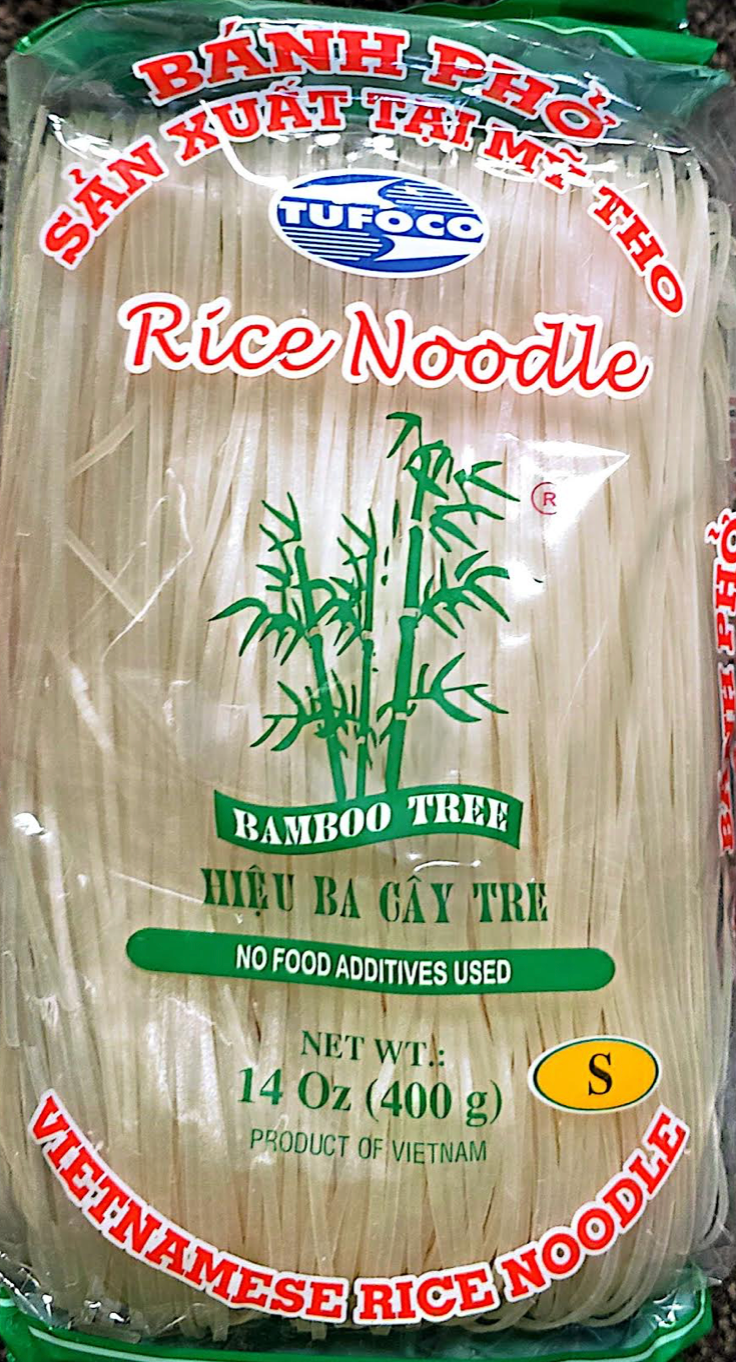 BÁNH PHỞ
SẢN XUẤT TẠI MỸ THO
TUFOCO
Rice Noodle
®
BAMBOO TREE
HIỆU BA CÂY TRE
NO FOOD ADDITIVES USED
NET WT.:
14 Oz (400 g)
S
PRODUCT OF VIETNAM
VIETNAMESE RICE NOODLE
BÁNH PHỞ